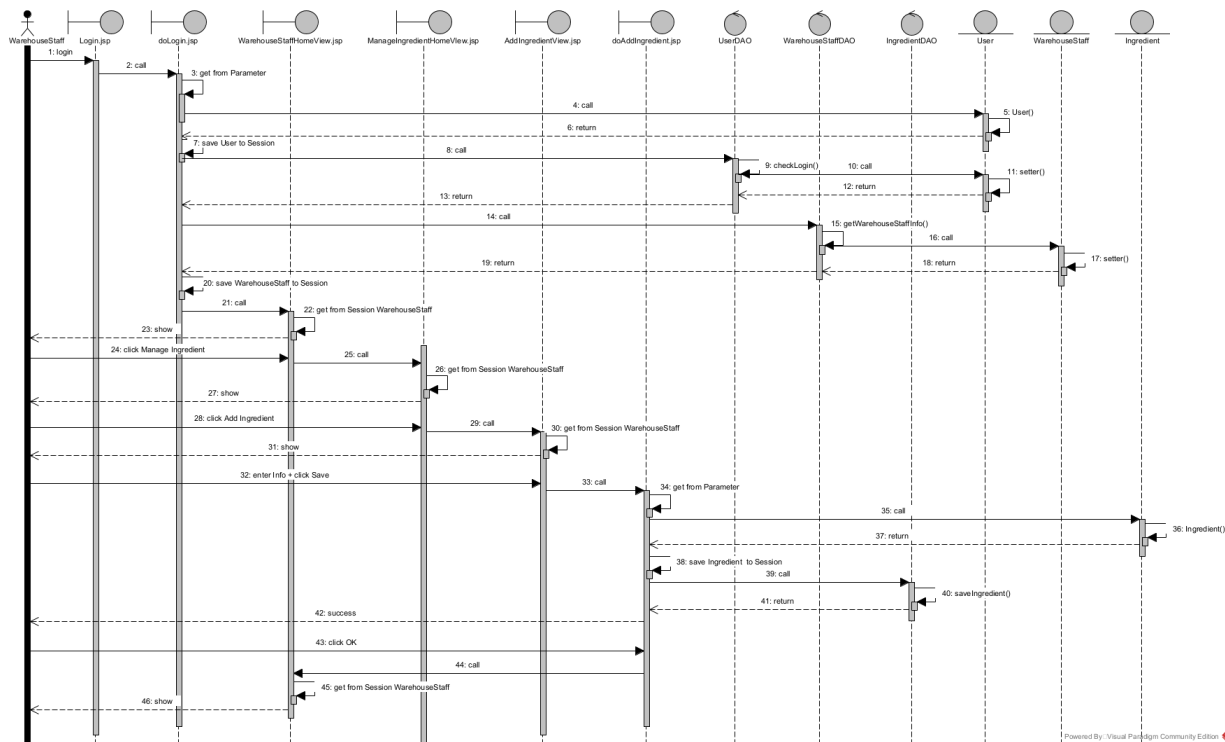 WarehouseStaff
Login.jsp
doLogin.jsp
WarehouseStaffHomeView.jsp
ManageIngredientHomeVIew.jsp
AddIngredientView.jsp
doAddIngredient.jsp
UserDAO
WarehouseStaffDAO
IngredientDAO
User
WarehouseStaff
Ingredient
1: login
2: call
3: get from Parameter
4: call
5: User()
6: return
7: save User to Session
8: call
9: checkLogin()
10: call
11: setter()
12: return
13: return
14: call
15: getWarehouseStaffInfo()
16: call
17: setter()
18: return
19: return
20: save WarehouseStaff to Session
21: call
22: get from Session WarehouseStaff
23: show
24: click Manage Ingredient
25: call
26: get from Session WarehouseStaff
27: show
28: click Add Ingredient
29: call
30: get from Session WarehouseStaff
31: show
32: enter Info + click Save
33: call
34: get from Parameter
35: call
36: Ingredient()
37: return
38: save Ingredient to Session
39: call
40: saveIngredient()
41: return
42: success
43: click OK
44: call
45: get from Session WarehouseStaff
46: show
Powered By: Visual Paradigm Community Edition